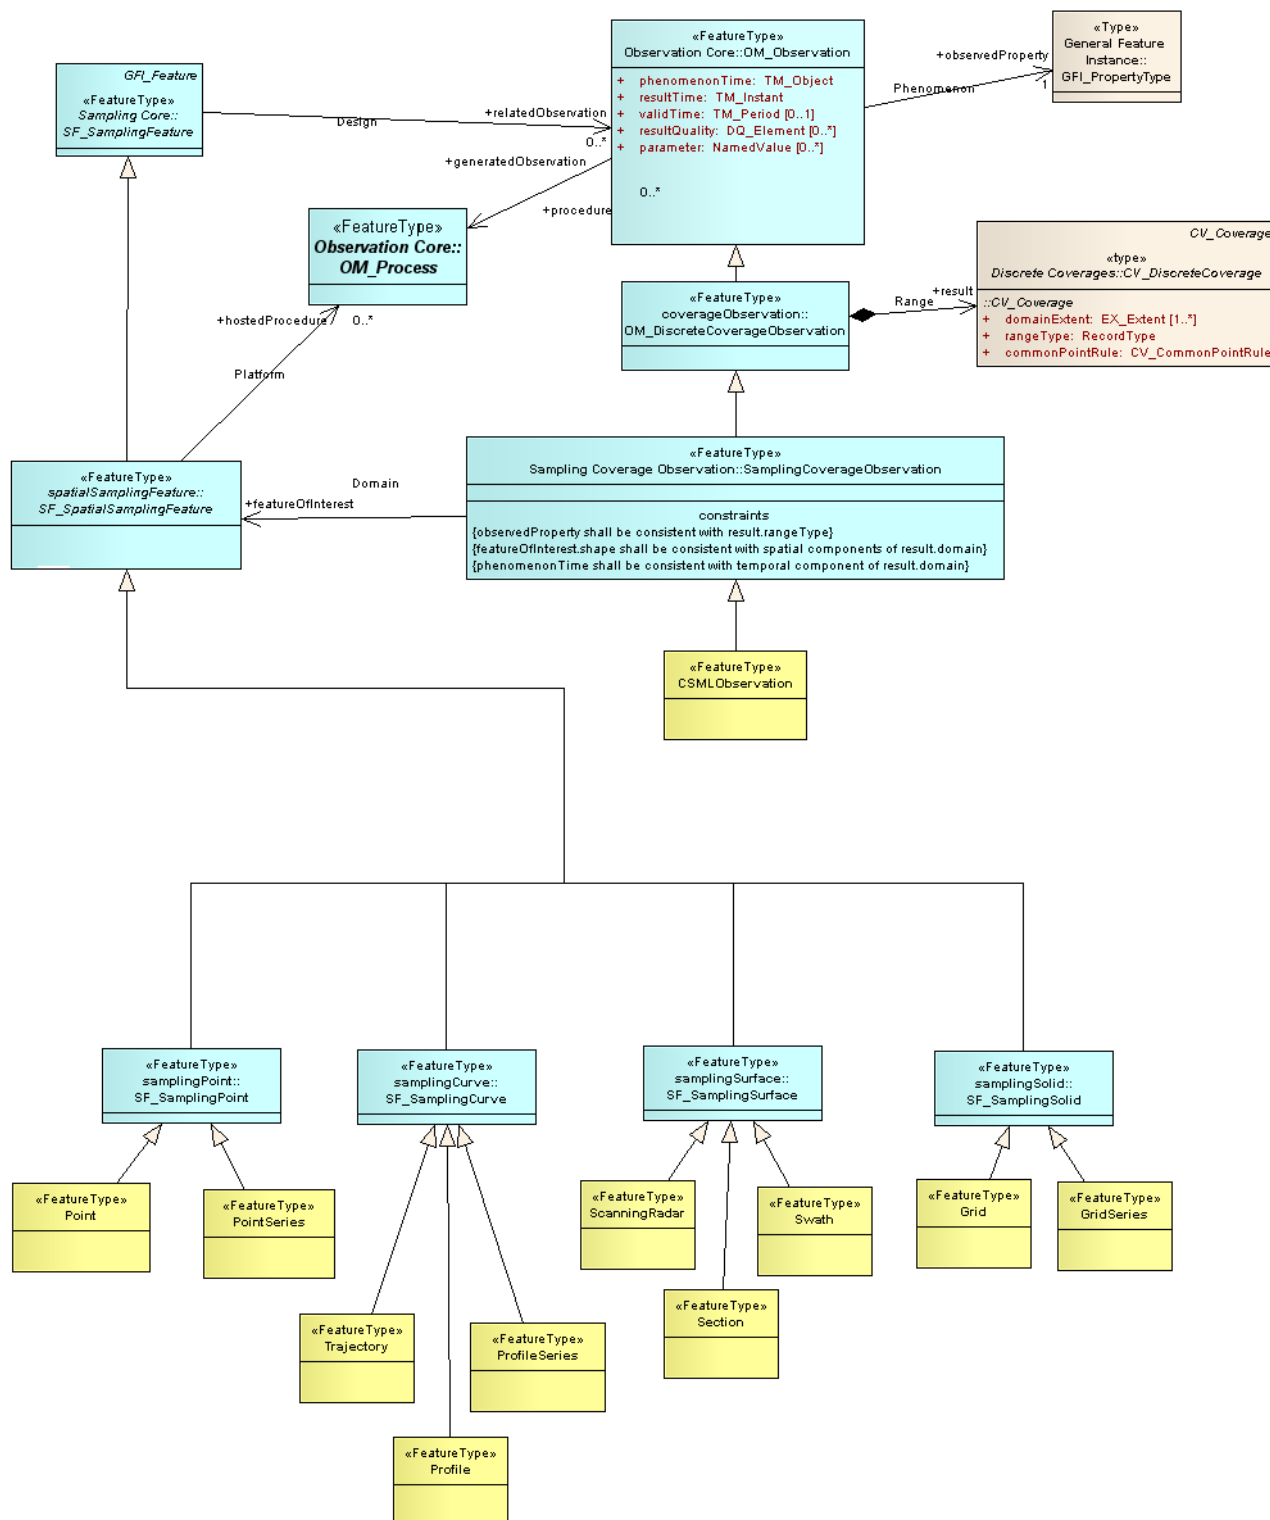 GFI_Feature
«FeatureType»
Sampling Core::
SF_SamplingFeature
«FeatureType»
Observation Core::OM_Observation
+ phenomenonTime: TM_Object
+ resultTime: TM_Instant
+ validTime: TM_Period [0..1]
+ resultQuality: DQ_Element [0..*]
+ parameter: NamedValue [0..*]
0..*
«Type»
General Feature
Instance::
GFI_PropertyType
+observedProperty
Phenomenon
1
+relatedObservation
Design
0..*
+generatedObservation
+procedure
«FeatureType»
Observation Core::
OM_Process
+hostedProcedure
0..*
Platform
«FeatureType»
coverageObservation::
OM_DiscreteCoverageObservation
+result
Range
CV_Coverage
«type»
Discrete Coverages::CV_DiscreteCoverage
::CV_Coverage
+ domainExtent: EX_Extent [1..*]
+ rangeType: RecordType
+ commonPointRule: CV_CommonPointRule
«FeatureType»
spatialSamplingFeature::
SF_SpatialSamplingFeature
Domain
+featureOfInterest
«FeatureType»
Sampling Coverage Observation::SamplingCoverageObservation
constraints
{observedProperty shall be consistent with result.rangeType}
{featureOfInterest.shape shall be consistent with spatial components of result.domain}
{phenomenonTime shall be consistent with temporal component of result.domain}
«FeatureType»
CSMLObservation
«FeatureType»
samplingPoint::
SF_SamplingPoint
«FeatureType»
samplingCurve::
SF_SamplingCurve
«FeatureType»
samplingSurface::
SF_SamplingSurface
«FeatureType»
samplingSolid::
SF_SamplingSolid
«FeatureType»
Point
«FeatureType»
PointSeries
«FeatureType»
ScanningRadar
«FeatureType»
Swath
«FeatureType»
Grid
«FeatureType»
GridSeries
«FeatureType»
Trajectory
«FeatureType»
ProfileSeries
«FeatureType»
Section
«FeatureType»
Profile